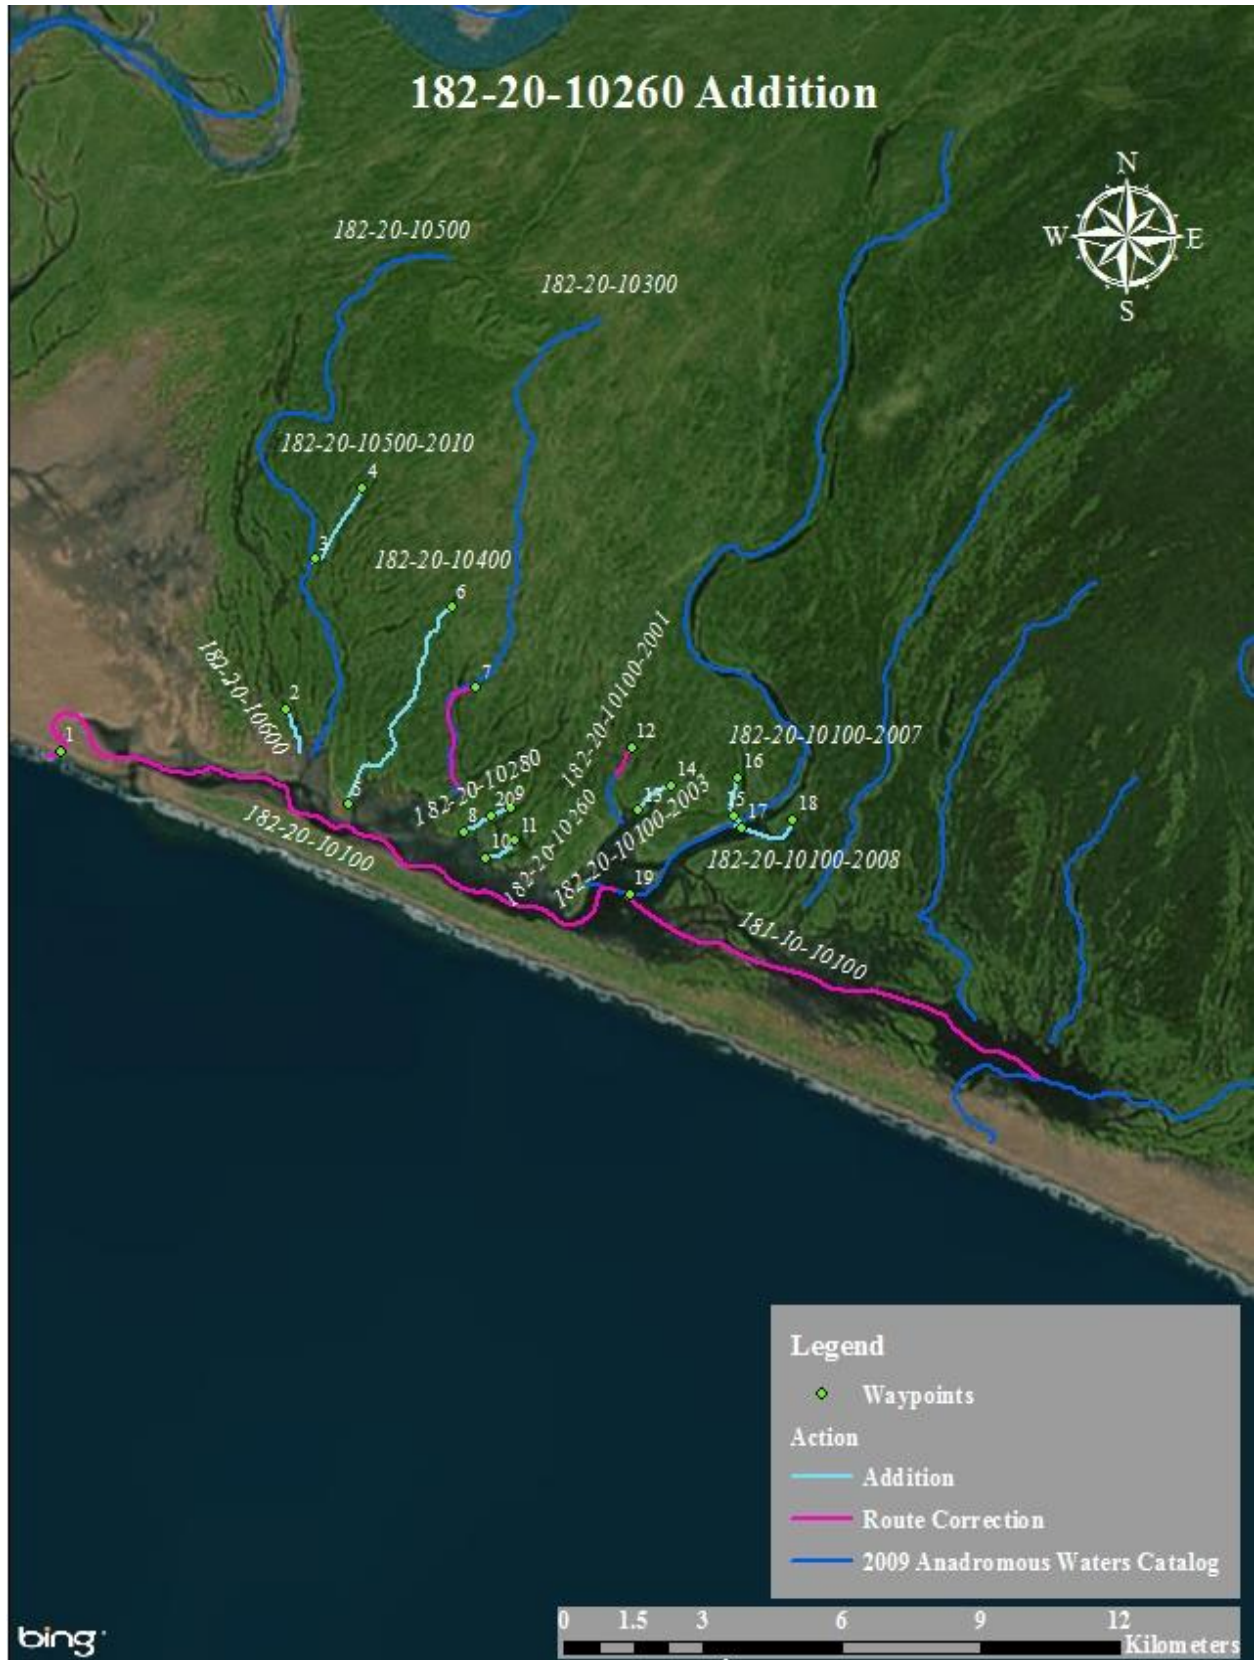 182-20-10260 Addition
N
W
E
S
182-20-10500
182-20-10300
182-20-10500-2010
4
3
182-20-10400
6
182-20-10600
2
7
182-20-10100-2001
1
12
182-20-10100-2007
16
14
182-20-10280
5
8
20
9
13
15
17
18
11
10
182-20-10260
182-20-10100-2003
182-20-10100
182-20-10100-2008
19
181-10-10100
Legend
Waypoints
Action
Addition
Route Correction
2009 Anadromous Waters Catalog
0 1.5 3 6 9 12
Kilometers
bing